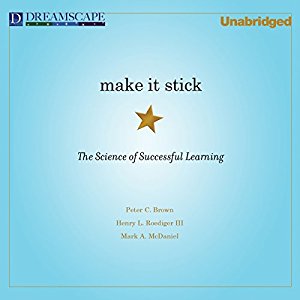 DREAMSCAPE
Unabridged
make it stick
The Science of Successful Learning
Peter C. Brown
Henry L. Roediger III
Mark A. McDaniel